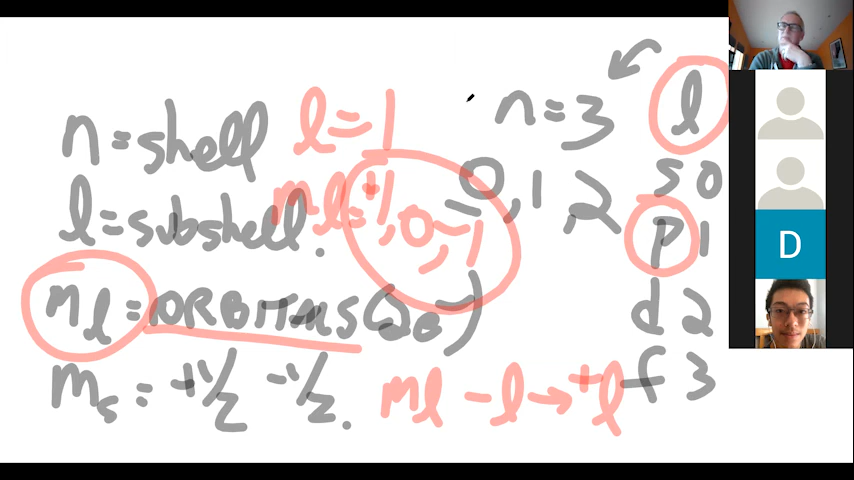 n=shell l=1 n=3 l
l=subshell. ml=+1,0,-1 0,1,2 s 0
p 1
ml=ORBITALS(2e-) d 2
ms=+1/2 -1/2. ml -l→+l f 3
D